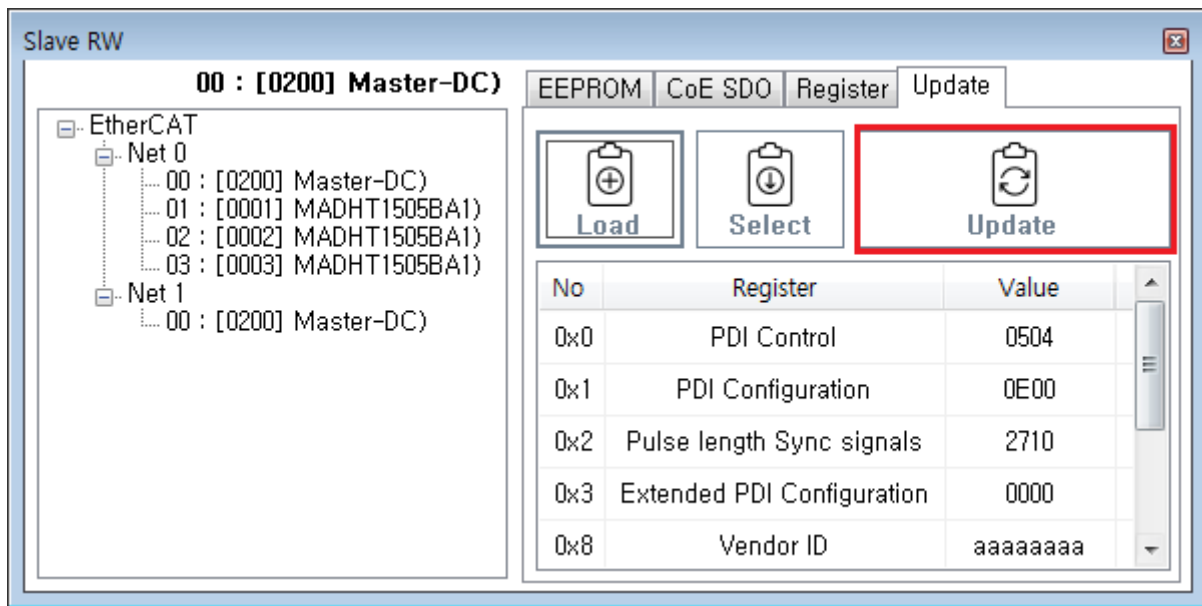 Slave RW
00 : [0200] Master-DC)
EtherCAT
Net 0
00 : [0200] Master-DC)
01 : [0001] MADHT1505BA1)
02 : [0002] MADHT1505BA1)
03 : [0003] MADHT1505BA1)
Net 1
00 : [0200] Master-DC)
EEPROM CoE SDO Register Update
Load Select Update
No Register Value
0x0 PDI Control 0504
0x1 PDI Configuration 0E00
0x2 Pulse length Sync signals 2710
0x3 Extended PDI Configuration 0000
0x8 Vendor ID aaaaaaaa